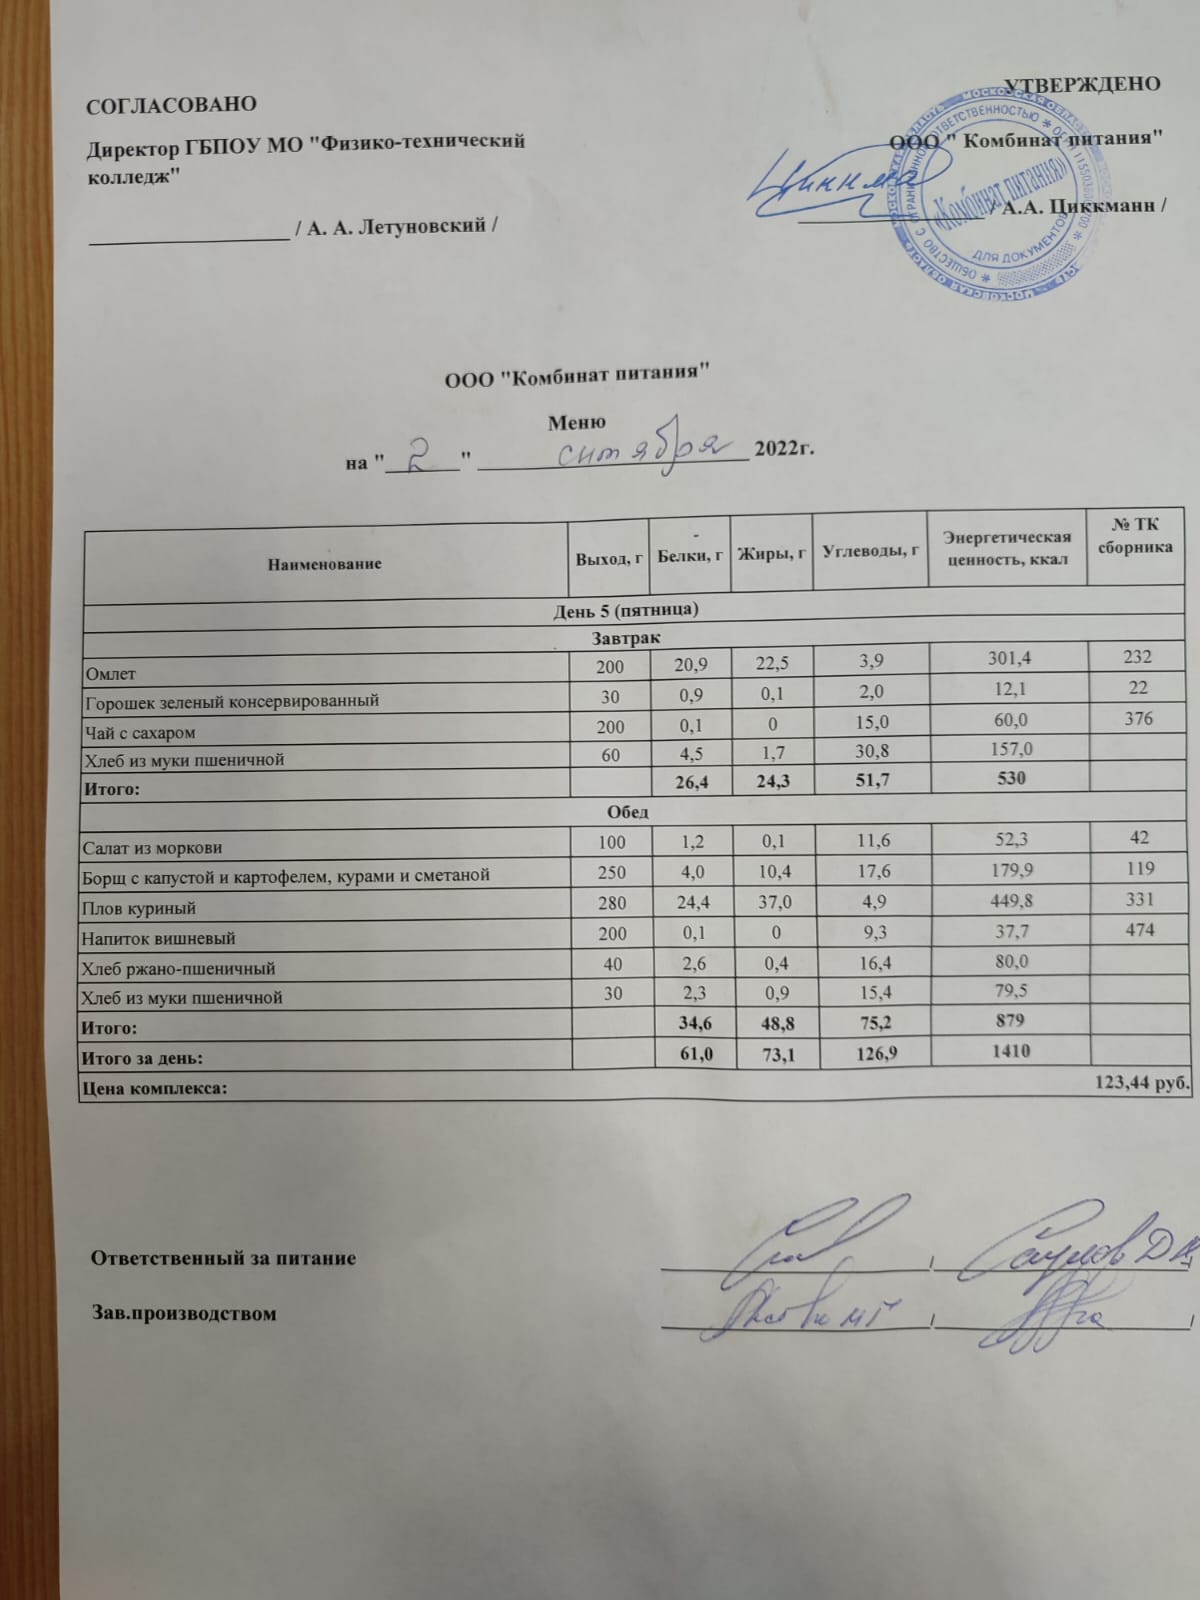 СОГЛАСОВАНО
Директор ГБПОУ МО "Физико-технический
колледж"
/ А. А. Летуновский /
УТВЕРЖДЕНО
ООО " Комбинат питания"
/ А.А. Пиккманн /
МОСКОВСКАЯ ОБЛАСТЬ
ОБЩЕСТВО С ОГРАНИЧЕННОЙ ОТВЕТСТВЕННОСТЬЮ
«Комбинат питания»
ДЛЯ ДОКУМЕНТОВ
ООО "Комбинат питания"
Меню
на " 2 " сентября 2022г.
Наименование Выход, г Белки, г Жиры, г Углеводы, г Энергетическая ценность, ккал № ТК сборника
День 5 (пятница)
Завтрак
Омлет 200 20,9 22,5 3,9 301,4 232
Горошек зеленый консервированный 30 0,9 0,1 2,0 12,1 22
Чай с сахаром 200 0,1 0 15,0 60,0 376
Хлеб из муки пшеничной 60 4,5 1,7 30,8 157,0
Итого: 26,4 24,3 51,7 530
Обед
Салат из моркови 100 1,2 0,1 11,6 52,3 42
Борщ с капустой и картофелем, курами и сметаной 250 4,0 10,4 17,6 179,9 119
Плов куриный 280 24,4 37,0 4,9 449,8 331
Напиток вишневый 200 0,1 0 9,3 37,7 474
Хлеб ржано-пшеничный 40 2,6 0,4 16,4 80,0
Хлеб из муки пшеничной 30 2,3 0,9 15,4 79,5
Итого: 34,6 48,8 75,2 879
Итого за день: 61,0 73,1 126,9 1410
Цена комплекса: 123,44 руб.
Ответственный за питание
Зав.производством